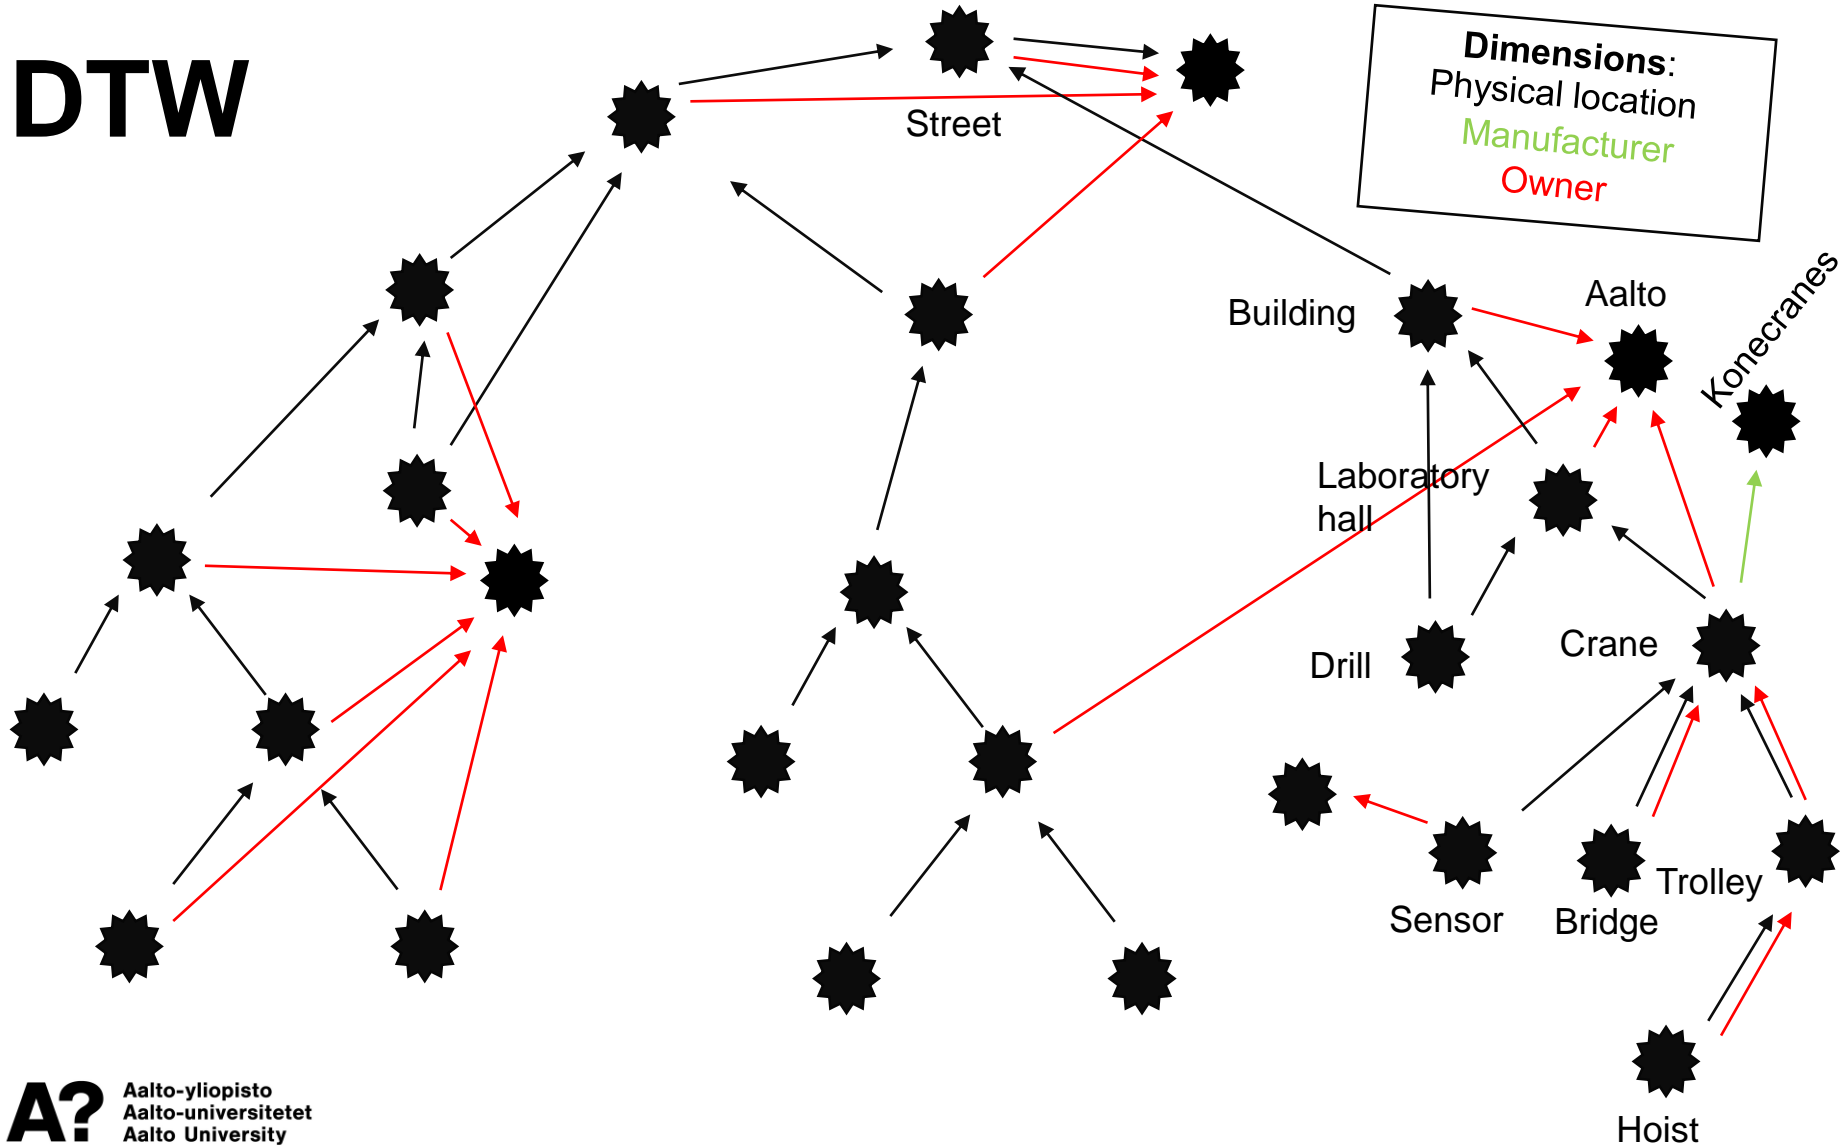 DTW
Dimensions:
Physical location
Manufacturer
Owner
Street
Building
Aalto
Konecranes
Laboratory
hall
Drill
Crane
Sensor
Bridge
Trolley
Hoist
A?
Aalto-yliopisto
Aalto-universitetet
Aalto University